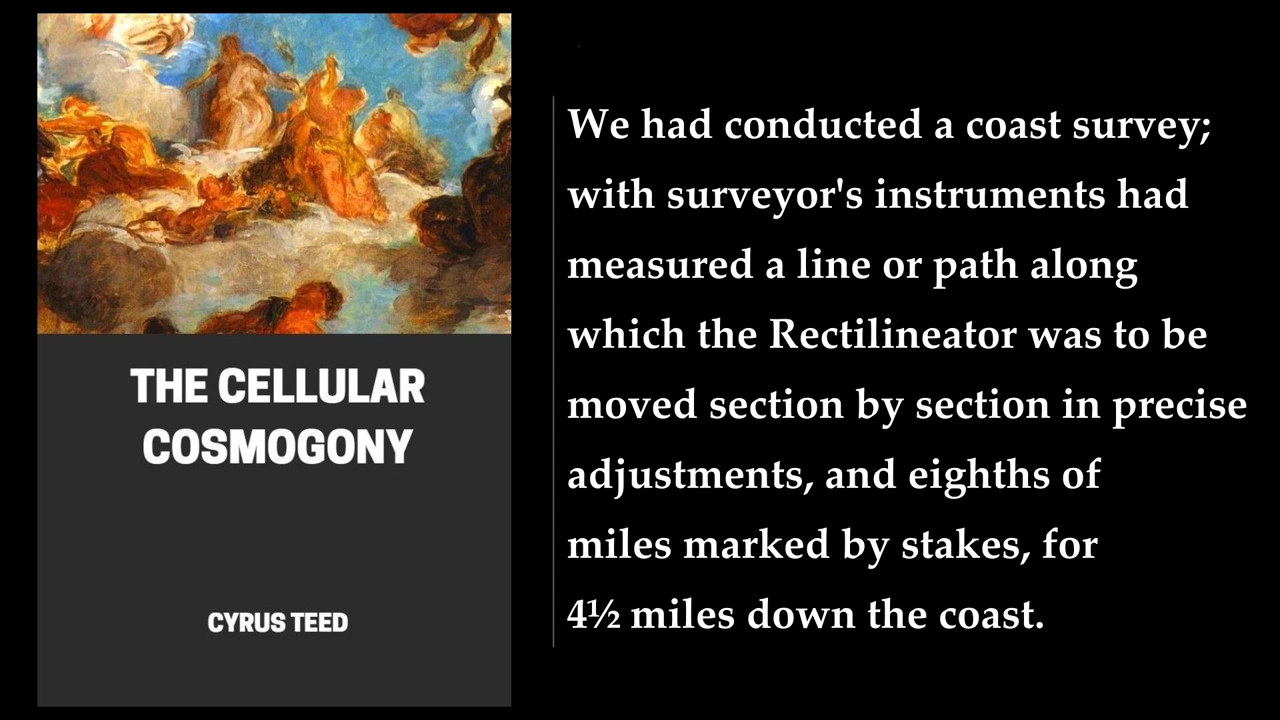 THE CELLULAR
COSMOGONY
CYRUS TEED
We had conducted a coast survey;
with surveyor's instruments had
measured a line or path along
which the Rectilineator was to be
moved section by section in precise
adjustments, and eighths of
miles marked by stakes, for
4½ miles down the coast.